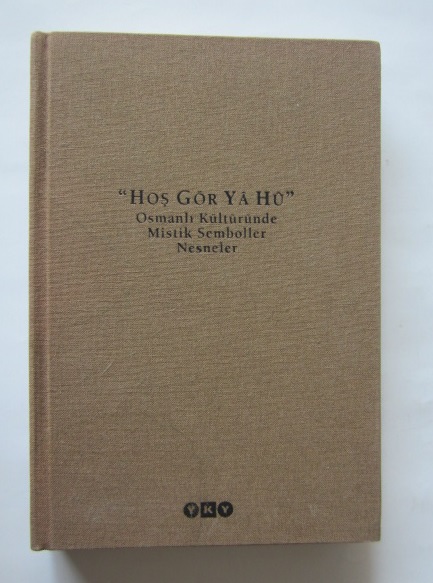 “HOŞ GÖR YÂ HÛ”
Osmanlı Kültüründe
Mistik Semboller
Nesneler
YKY